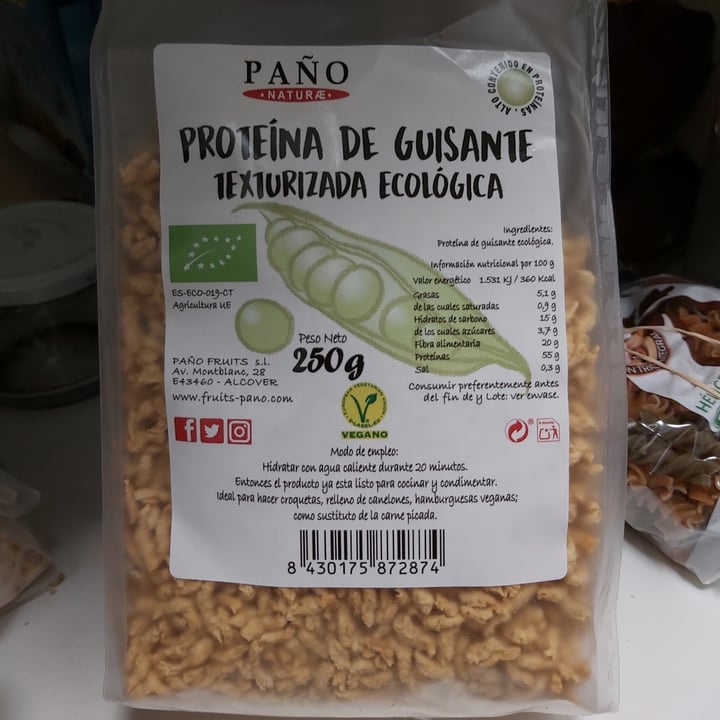 PAÑO
NATURÆ
ALTO CONTENIDO EN PROTEÍNAS
PROTEÍNA DE GUISANTE
TEXTURIZADA ECOLÓGICA
ES-ECO-019-CT
Agricultura UE
Ingredientes:
Proteína de guisante ecológica.
Información nutricional por 100 g
Valor energético 1.531 KJ / 360 Kcal
Grasas 5,1 g
de las cuales saturadas 0,9 g
Hidratos de carbono 15 g
de los cuales azúcares 3,7 g
Fibra alimentaria 20 g
Proteínas 55 g
Sal 0,3 g
Peso Neto
250g
PAÑO FRUITS s.l.
Av. Montblanc, 28
E43460 - ALCOVER
www.fruits-pano.com
Consumir preferentemente antes
del fin de y Lote: ver envase.
VEGANO
Modo de empleo:
Hidratar con agua caliente durante 20 minutos.
Entonces el producto ya esta listo para cocinar y condimentar.
Ideal para hacer croquetas, relleno de canelones, hamburguesas veganas;
como sustituto de la carne picada.
8 430175 872874